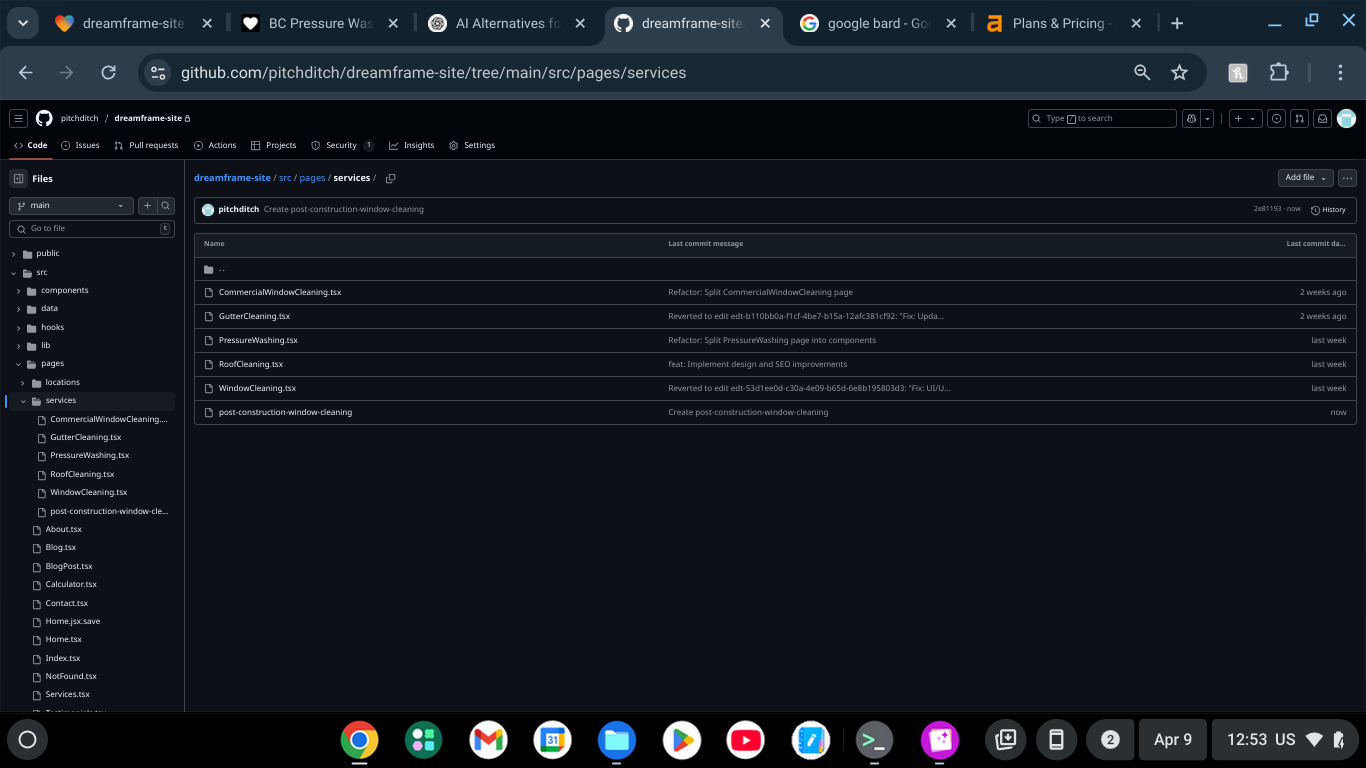 dreamframe-site
BC Pressure Was
AI Alternatives fo
dreamframe-site
google bard - Go
Plans & Pricing -
github.com/pitchditch/dreamframe-site/tree/main/src/pages/services
pitchditch / dreamframe-site
Type / to search
Code
Issues
Pull requests
Actions
Projects
Security 1
Insights
Settings
Files
main
Go to file t
public
src
components
data
hooks
lib
pages
locations
services
CommercialWindowCleaning....
GutterCleaning.tsx
PressureWashing.tsx
RoofCleaning.tsx
WindowCleaning.tsx
post-construction-window-cle...
About.tsx
Blog.tsx
BlogPost.tsx
Calculator.tsx
Contact.tsx
Home.jsx.save
Home.tsx
Index.tsx
NotFound.tsx
Services.tsx
dreamframe-site / src / pages / services /
Add file
pitchditch Create post-construction-window-cleaning
2e81193 · now
History
Name Last commit message Last commit da...
..
CommercialWindowCleaning.tsx Refactor: Split CommercialWindowCleaning page 2 weeks ago
GutterCleaning.tsx Reverted to edit edt-b110bb0a-f1cf-4be7-b15a-12afc381cf92: "Fix: Upda... 2 weeks ago
PressureWashing.tsx Refactor: Split PressureWashing page into components last week
RoofCleaning.tsx feat: Implement design and SEO improvements last week
WindowCleaning.tsx Reverted to edit edt-53d1ee0d-c30a-4e09-b65d-6e8b195803d3: "Fix: UI/U... last week
post-construction-window-cleaning Create post-construction-window-cleaning now
31
2
Apr 9
12:53 US